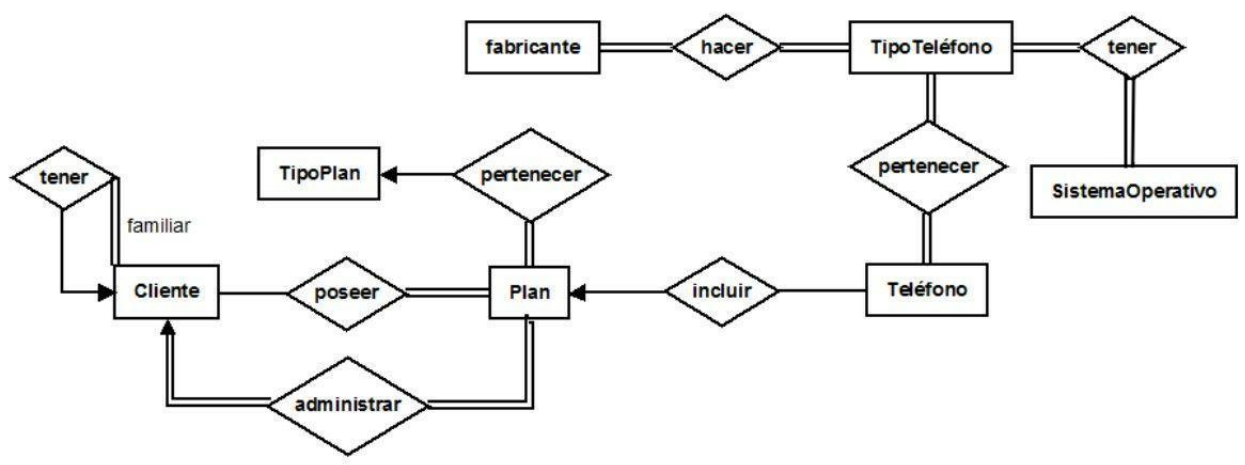 fabricante
hacer
TipoTeléfono
tener
TipoPlan
pertenecer
pertenecer
tener
SistemaOperativo
familiar
Cliente
poseer
Plan
incluir
Teléfono
administrar